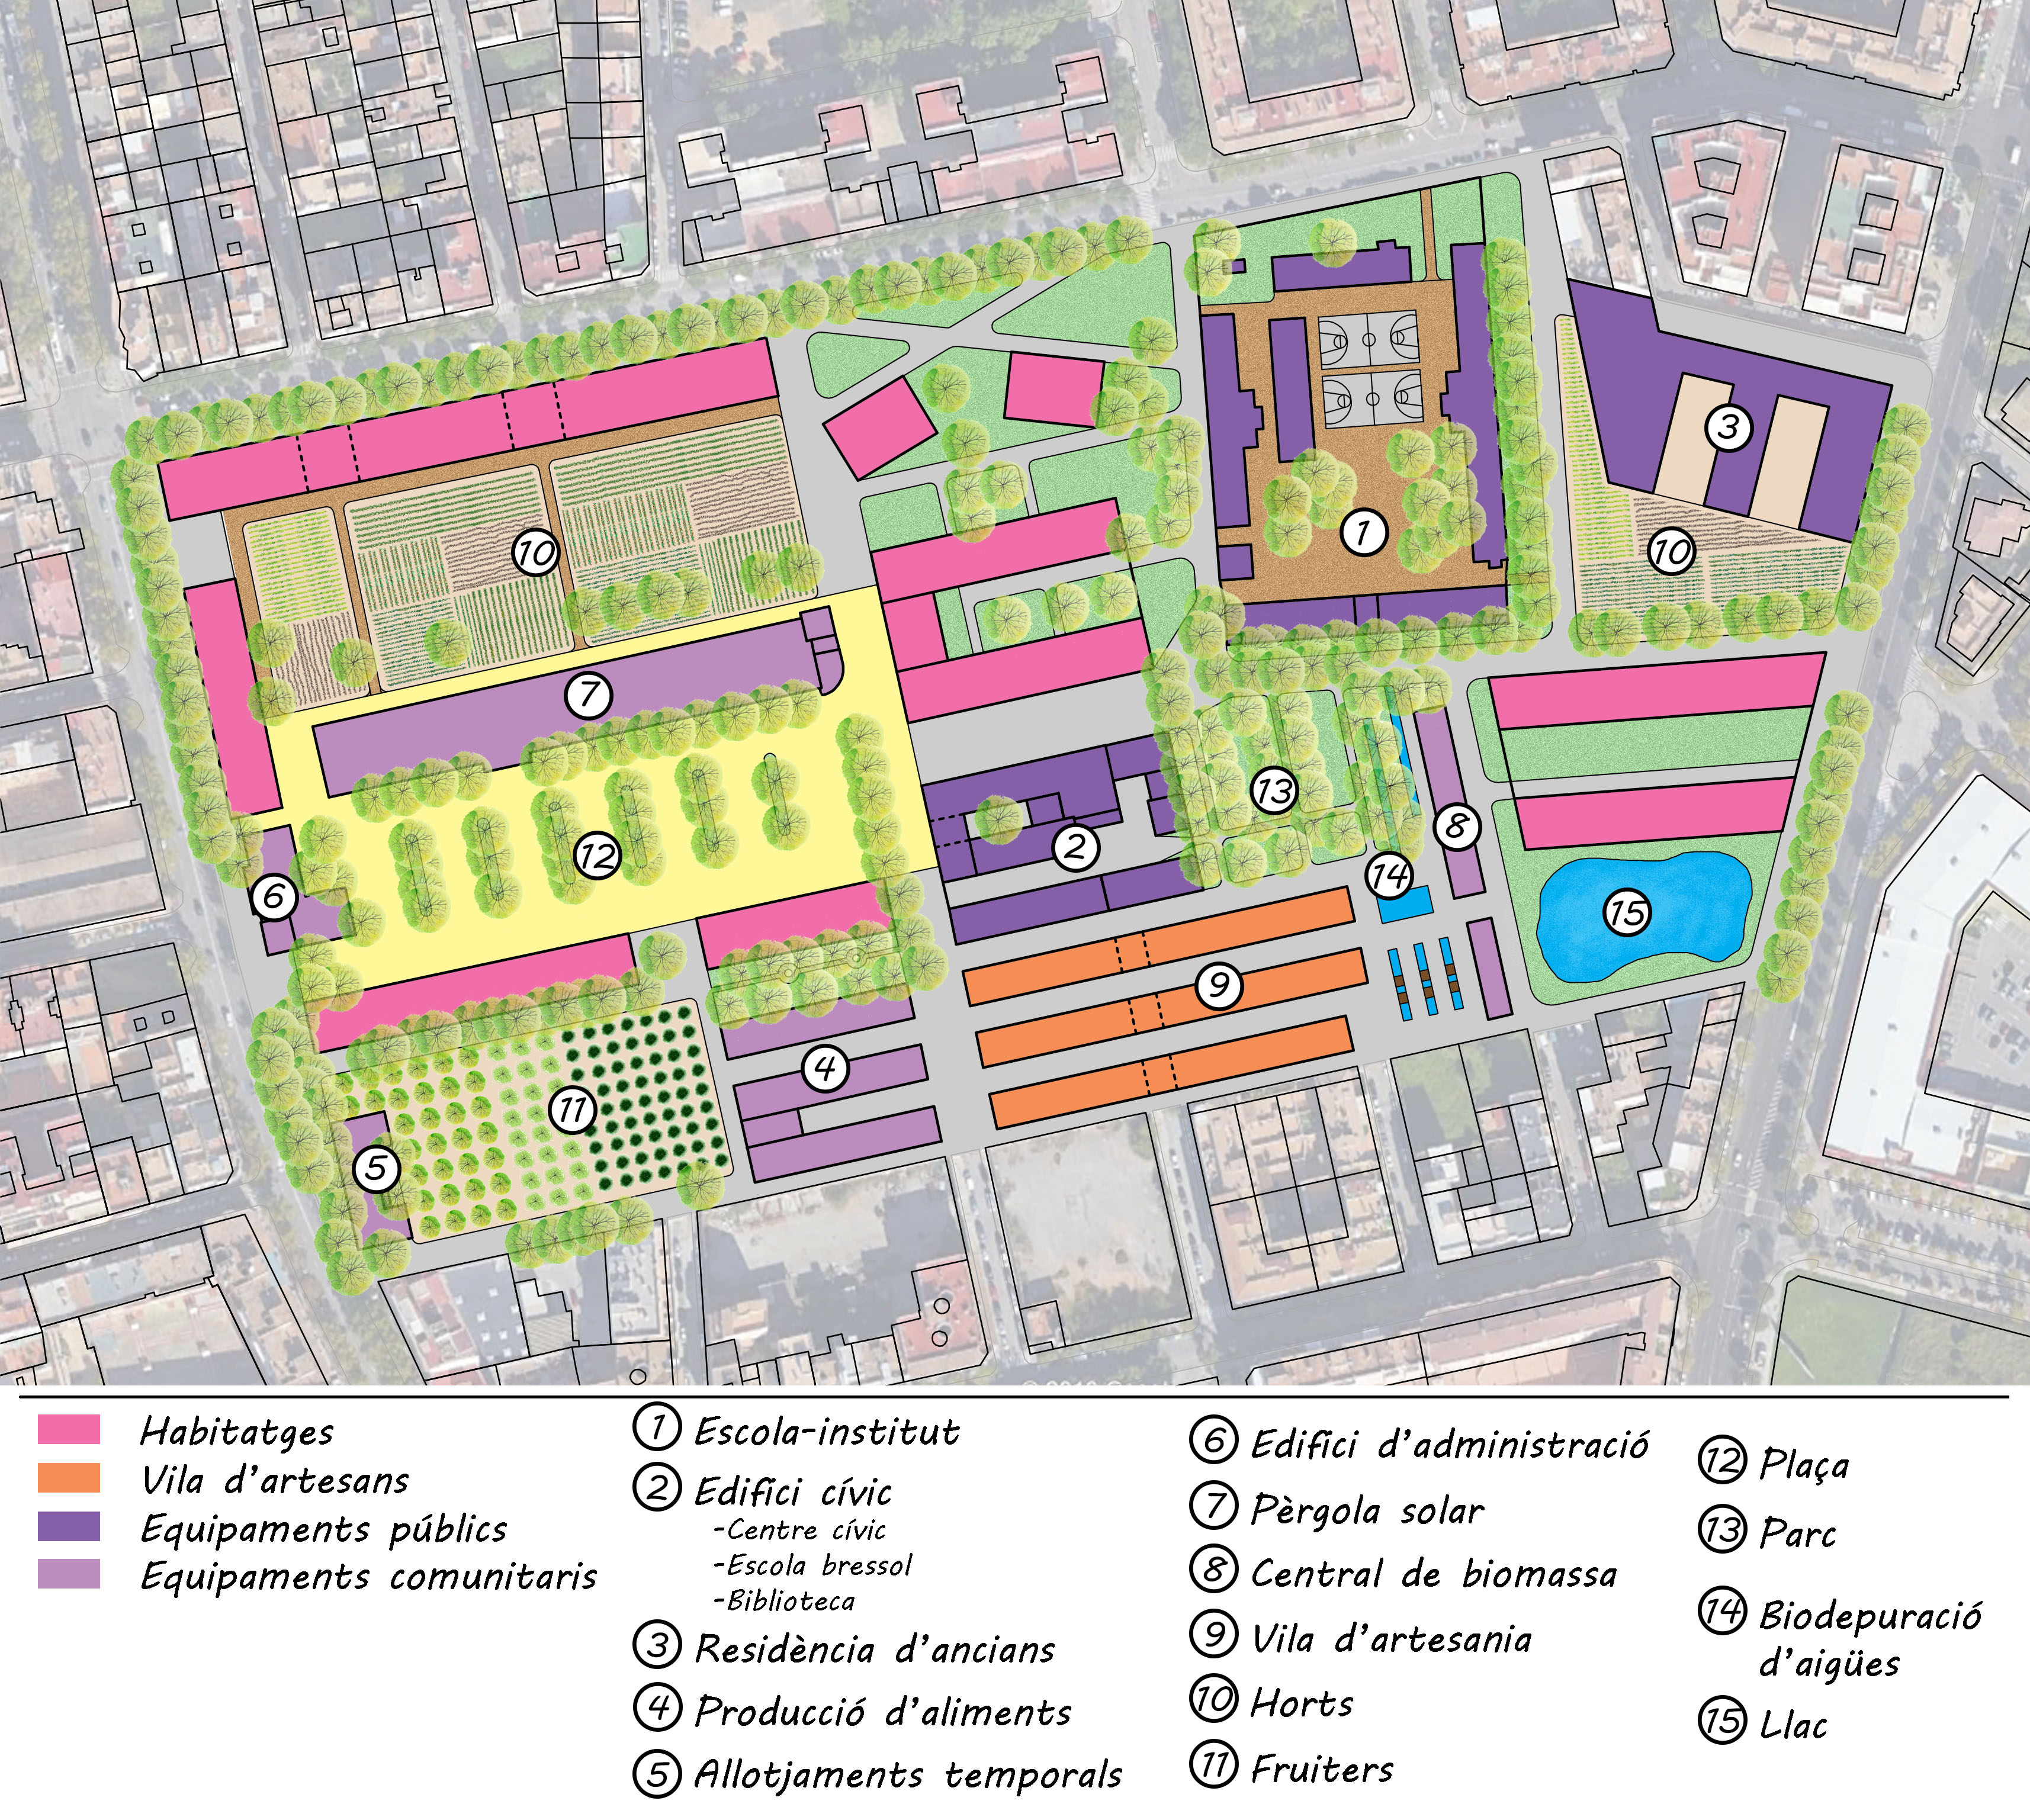 1
3
10
10
7
13
8
12
2
6
14
15
9
4
11
5
Habitatges
Vila d'artesans
Equipaments públics
Equipaments comunitaris
1 Escola-institut
2 Edifici cívic
-Centre cívic
-Escola bressol
-Biblioteca
3 Residència d'ancians
4 Producció d'aliments
5 Allotjaments temporals
6 Edifici d'administració
7 Pèrgola solar
8 Central de biomassa
9 Vila d'artesania
10 Horts
11 Fruiters
12 Plaça
13 Parc
14 Biodepuració
d'aigües
15 Llac